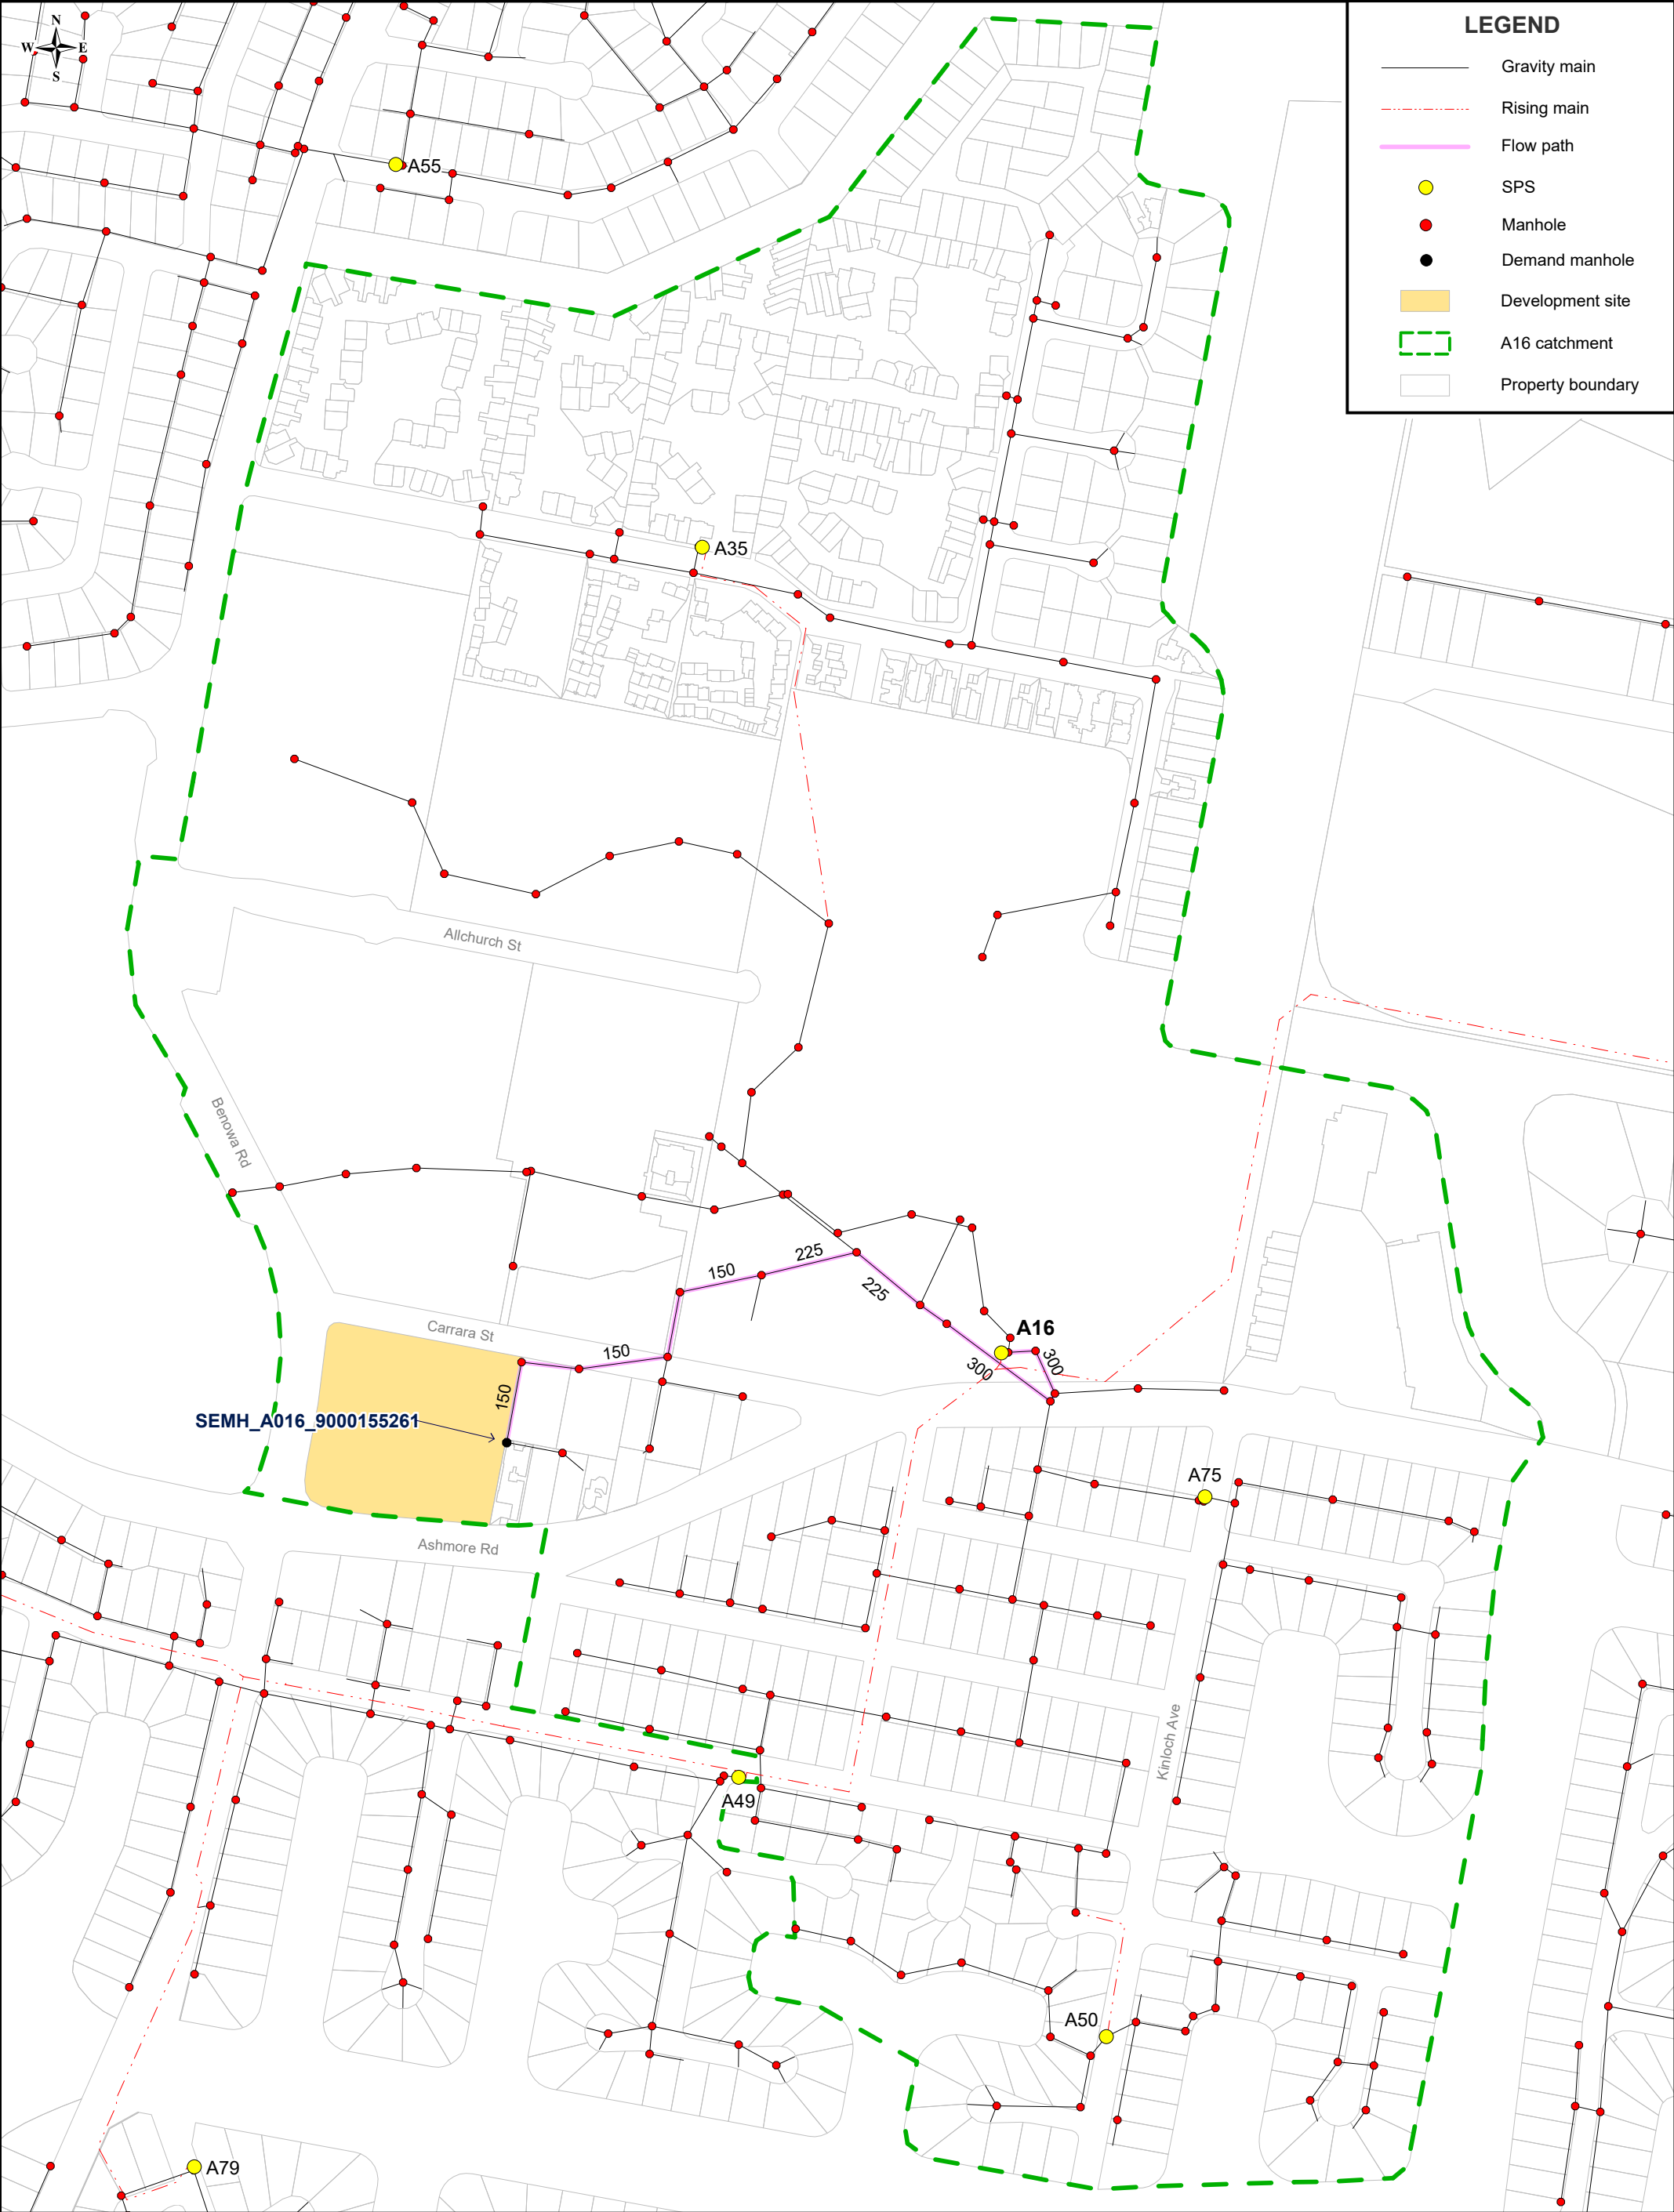 N
W E
S
LEGEND
Gravity main
Rising main
Flow path
SPS
Manhole
Demand manhole
Development site
A16 catchment
Property boundary
A55
A35
Allchurch St
Benowa Rd
225
150
225
A16
Carrara St
150
300
300
150
SEMH_A016_9000155261
A75
Ashmore Rd
Kinloch Ave
A49
A50
A79